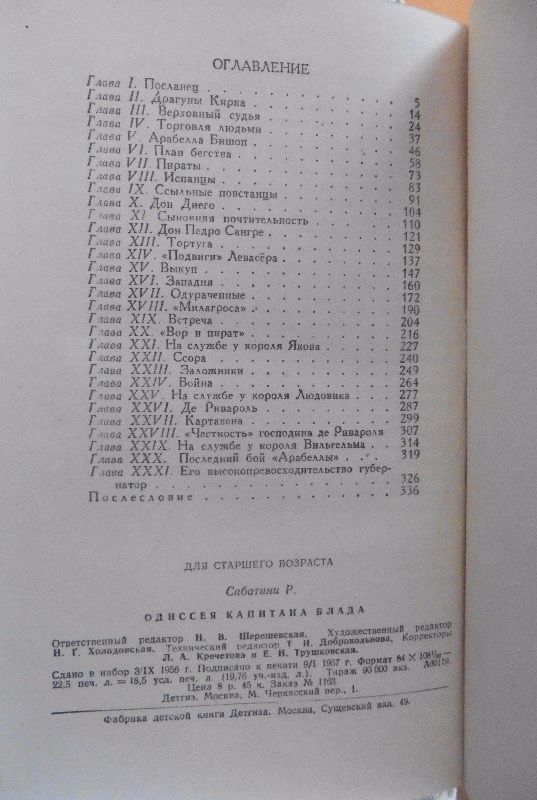 ОГЛАВЛЕНИЕ
Глава I. Посланец . . . . . . . . . . 5
Глава II. Драгуны Кирка . . . . . . . . . . 14
Глава III. Верховный судья . . . . . . . . . . 24
Глава IV. Торговля людьми . . . . . . . . . . 37
Глава V. Арабелла Бишоп . . . . . . . . . . 46
Глава VI. План бегства . . . . . . . . . . 58
Глава VII. Пираты . . . . . . . . . . 73
Глава VIII. Испанцы . . . . . . . . . . 83
Глава IX. Ссыльные повстанцы . . . . . . . . . . 91
Глава X. Дон Диего . . . . . . . . . . 104
Глава XI. Сыновняя почтительность . . . . . . . . 110
Глава XII. Дон Педро Сангре . . . . . . . . . . 121
Глава XIII. Тортуга . . . . . . . . . . 129
Глава XIV. «Подвиги» Левасёра . . . . . . . . . . 137
Глава XV. Выкуп . . . . . . . . . . 147
Глава XVI. Западня . . . . . . . . . . 160
Глава XVII. Одураченные . . . . . . . . . . 172
Глава XVIII. «Милагроса» . . . . . . . . . . 190
Глава XIX. Встреча . . . . . . . . . . 204
Глава XX. «Вор и пират» . . . . . . . . . . 216
Глава XXI. На службе у короля Якова . . . . . . 227
Глава XXII. Ссора . . . . . . . . . . 240
Глава XXIII. Заложники . . . . . . . . . . 249
Глава XXIV. Война . . . . . . . . . . 264
Глава XXV. На службе у короля Людовика . . . . 277
Глава XXVI. Де Ривароль . . . . . . . . . . 287
Глава XXVII. Картахена . . . . . . . . . . 299
Глава XXVIII. «Честность» господина де Ривароля 307
Глава XXIX. На службе у короля Вильгельма . . 314
Глава XXX. Последний бой «Арабеллы» . . . . 319
Глава XXXI. Его высокопревосходительство губер-
натор . . . . . . . . . . 326
Послесловие . . . . . . . . . . 336
ДЛЯ СТАРШЕГО ВОЗРАСТА
Сабатини Р.
ОДИССЕЯ КАПИТАНА БЛАДА
Ответственный редактор Н. В. Шерешевская. Художественный редактор
Н. Г. Холодовская. Технический редактор Т. И. Добровольнова. Корректоры
Л. А. Кречетова и Е. Н. Трушковская.
Сдано в набор 3/IX 1956 г. Подписано к печати 9/I 1957 г. Формат 84 × 108 1/32 —
22,5 печ. л. = 18,5 усл. печ. л. (19,76 уч.-изд. л.). Тираж 90 000 экз. А00119.
Цена 8 р. 45 к. Заказ № 1163
Детгиз. Москва, М. Черкасский пер., 1.
Фабрика детской книги Детгиза. Москва, Сущевский вал, 49.